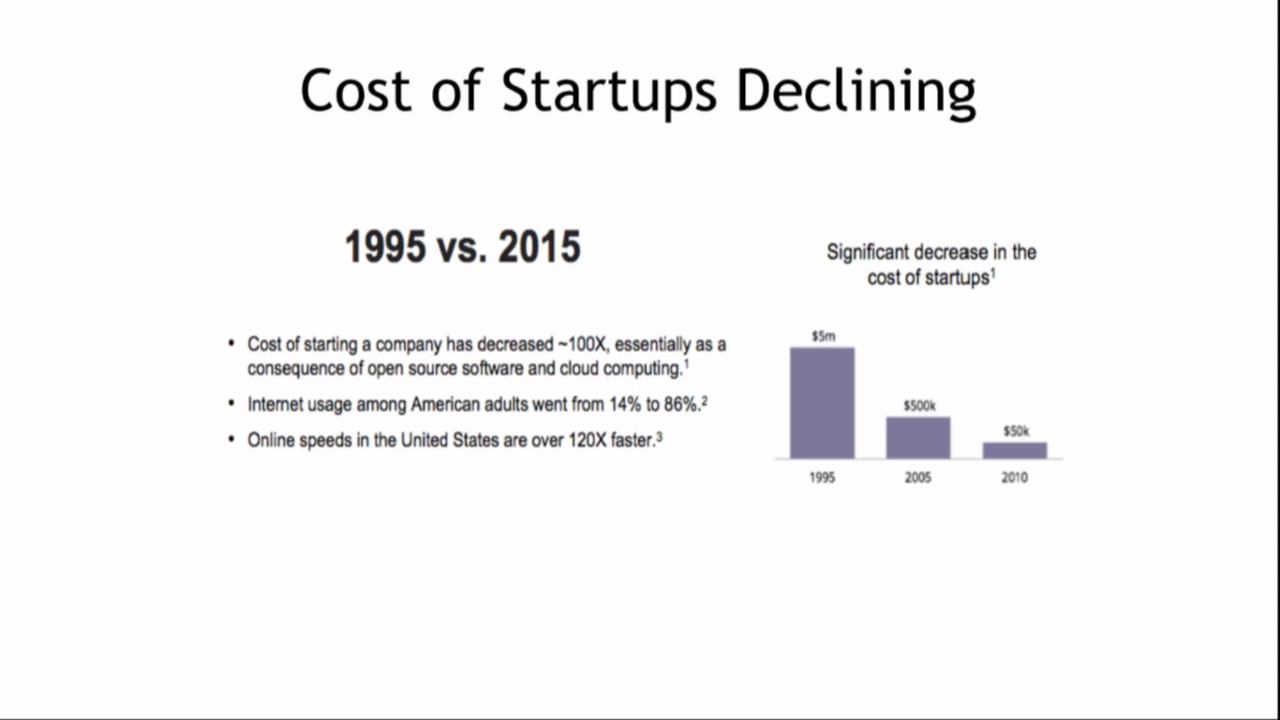 Cost of Startups Declining
1995 vs. 2015
• Cost of starting a company has decreased ~100X, essentially as a
consequence of open source software and cloud computing.¹
• Internet usage among American adults went from 14% to 86%.²
• Online speeds in the United States are over 120X faster.³
Significant decrease in the
cost of startups¹
$5m
$500k
$50k
1995 2005 2010